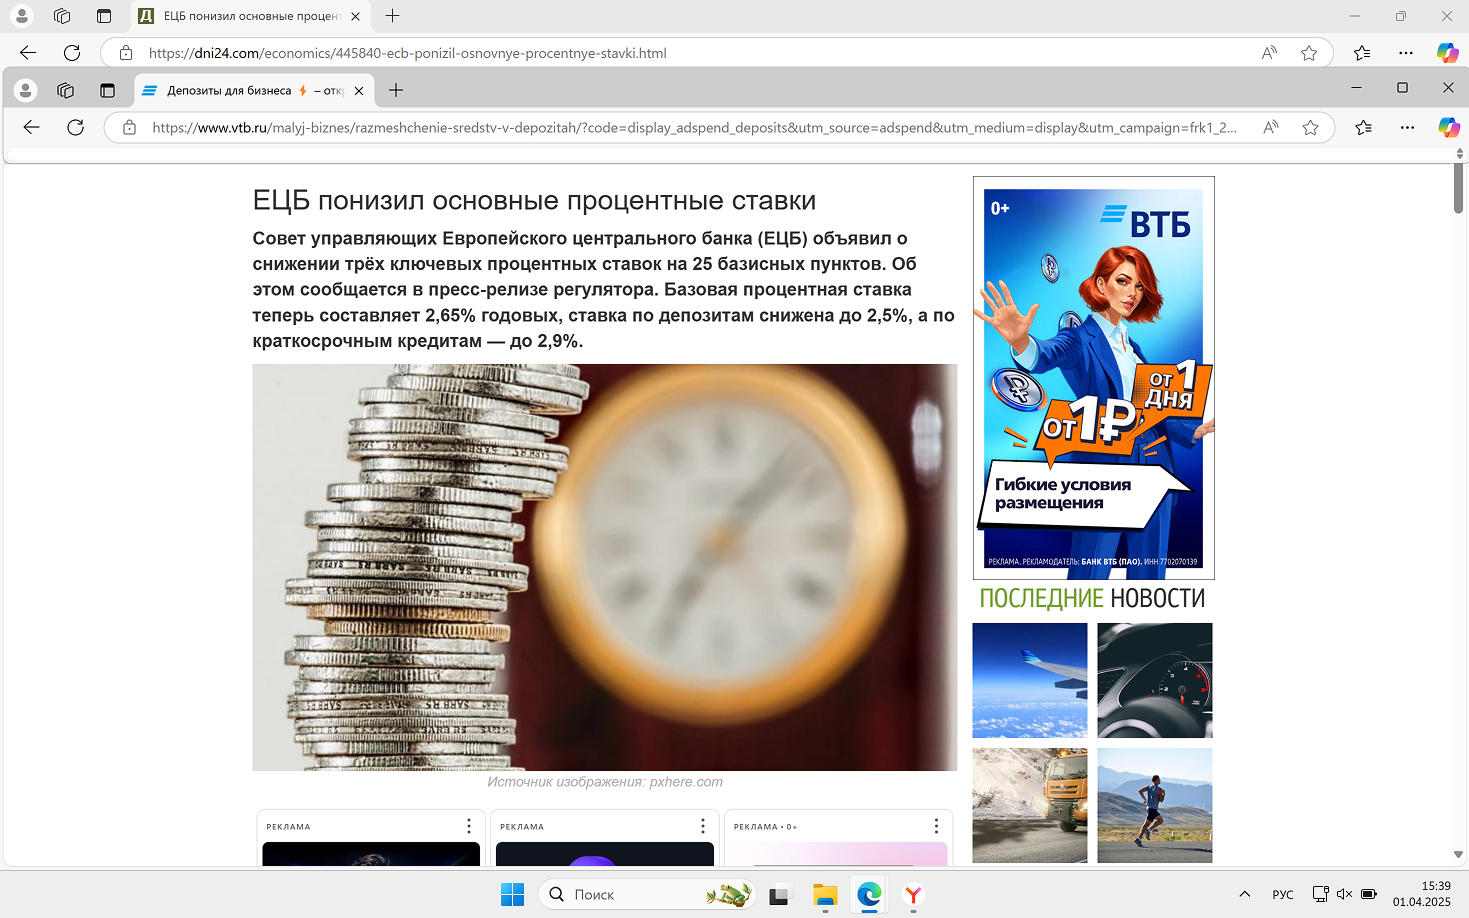 ЕЦБ понизил основные процент
https://dni24.com/economics/445840-ecb-ponizil-osnovnye-procentnye-stavki.html
Депозиты для бизнеса ⚡ – откр
https://www.vtb.ru/malyj-biznes/razmeshchenie-sredstv-v-depozitah/?code=display_adspend_deposits&utm_source=adspend&utm_medium=display&utm_campaign=frk1_2...
ЕЦБ понизил основные процентные ставки
Совет управляющих Европейского центрального банка (ЕЦБ) объявил о
снижении трёх ключевых процентных ставок на 25 базисных пунктов. Об
этом сообщается в пресс-релизе регулятора. Базовая процентная ставка
теперь составляет 2,65% годовых, ставка по депозитам снижена до 2,5%, а по
краткосрочным кредитам — до 2,9%.
Источник изображения: pxhere.com
РЕКЛАМА
РЕКЛАМА
РЕКЛАМА • 0+
0+
ВТБ
ОТ 1
ДНЯ
ОТ 1₽
Гибкие условия
размещения
РЕКЛАМА. РЕКЛАМОДАТЕЛЬ: БАНК ВТБ (ПАО). ИНН 7702070139
ПОСЛЕДНИЕ НОВОСТИ
Поиск
РУС
15:39
01.04.2025